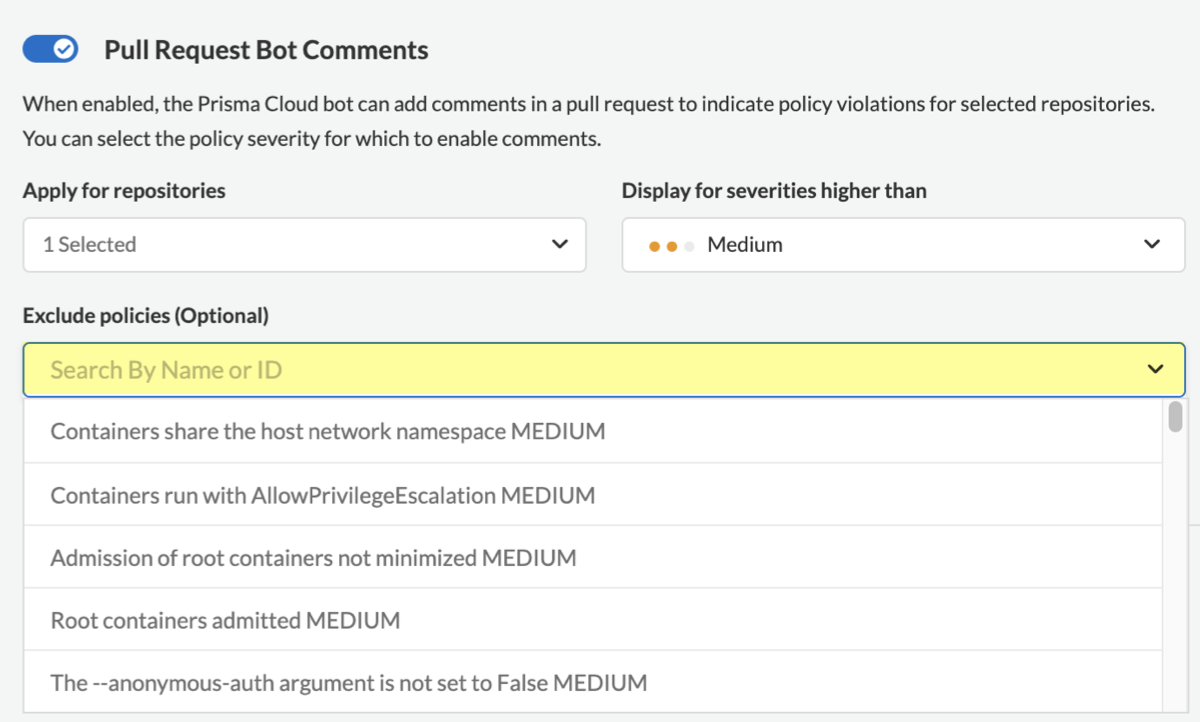 Pull Request Bot Comments
When enabled, the Prisma Cloud bot can add comments in a pull request to indicate policy violations for selected repositories.
You can select the policy severity for which to enable comments.
Apply for repositories
Display for severities higher than
1 Selected
Medium
Exclude policies (Optional)
Search By Name or ID
Containers share the host network namespace MEDIUM
Containers run with AllowPrivilegeEscalation MEDIUM
Admission of root containers not minimized MEDIUM
Root containers admitted MEDIUM
The --anonymous-auth argument is not set to False MEDIUM